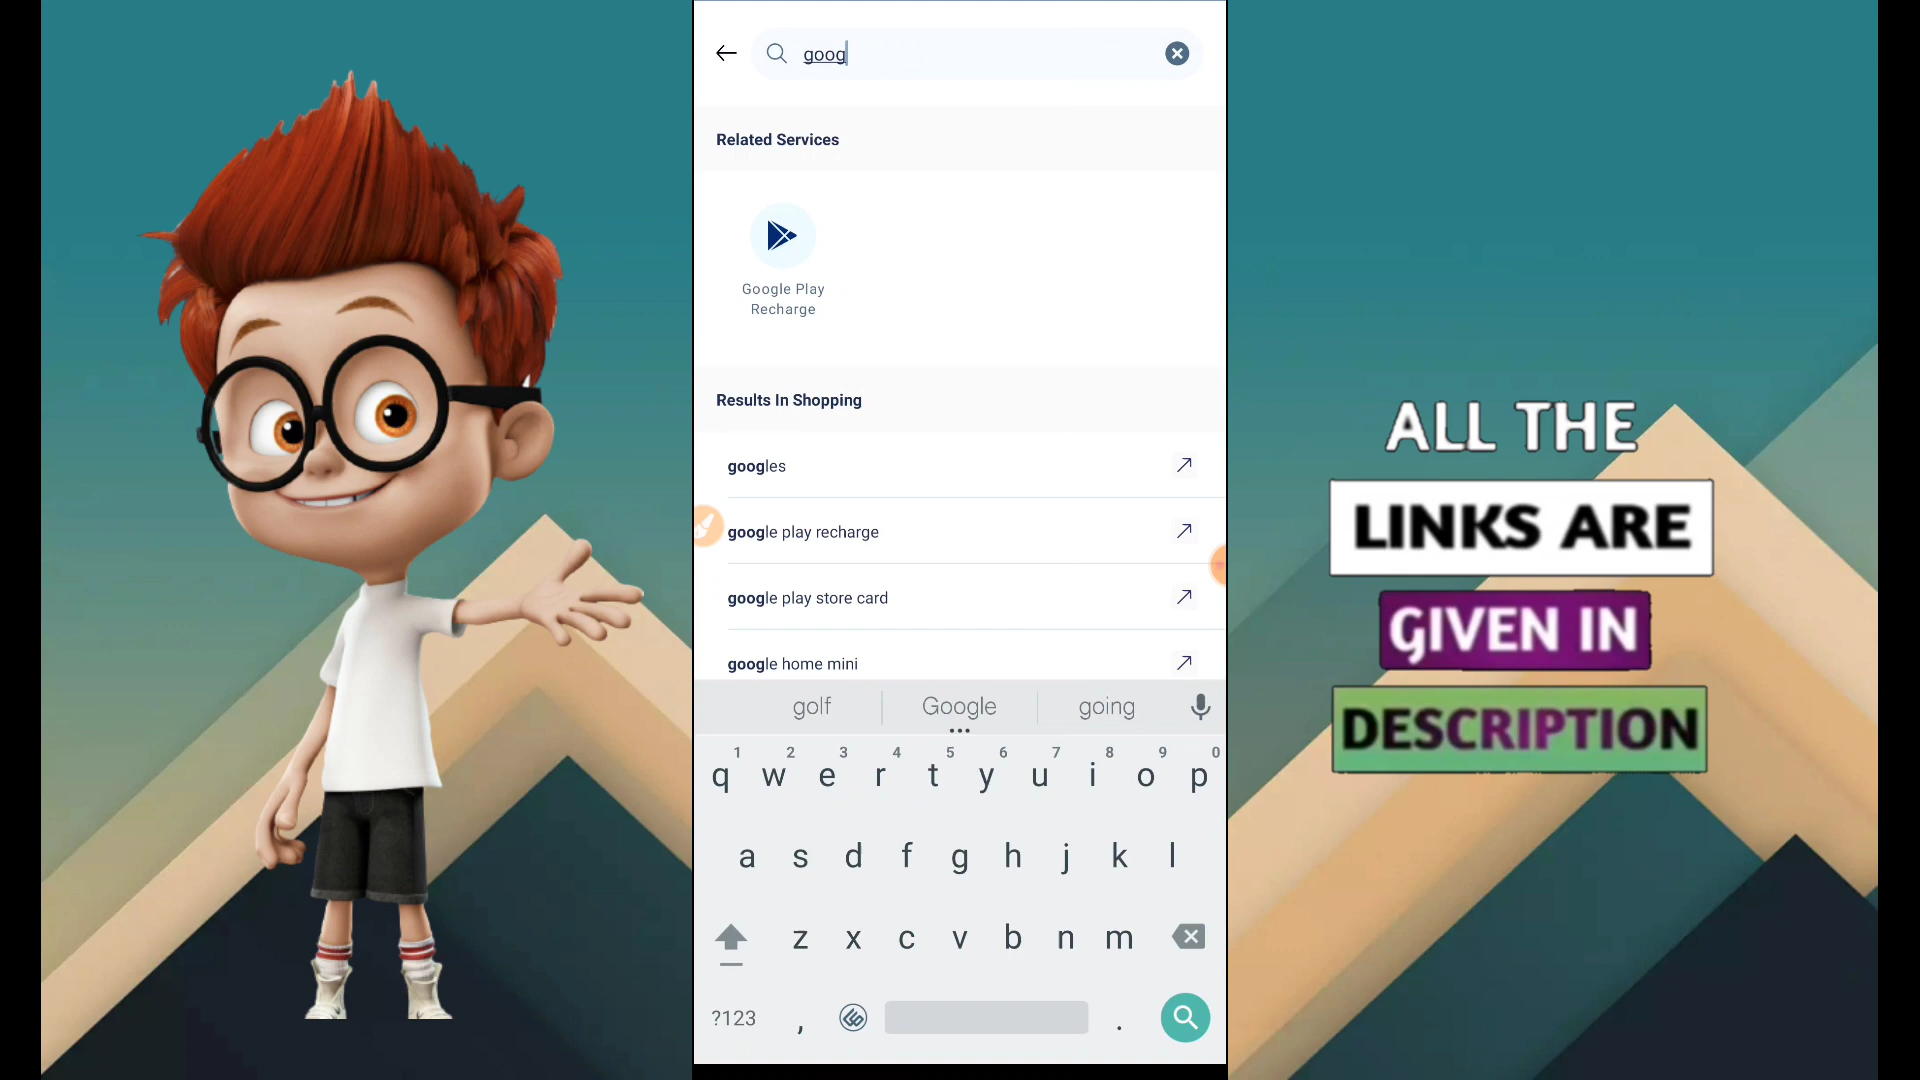 goog
Related Services
Google Play
Recharge
Results In Shopping
googles
google play recharge
google play store card
google home mini
golf Google going
1 2 3 4 5 6 7 8 9 0
q w e r t y u i o p
a s d f g h j k l
z x c v b n m
?123 , .
ALL THE
LINKS ARE
GIVEN IN
DESCRIPTION